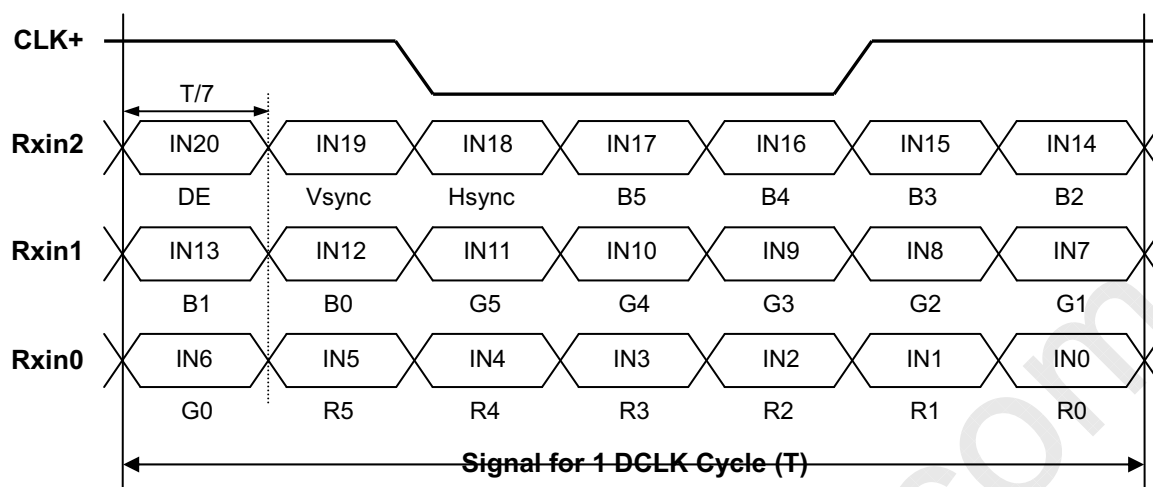 CLK+
T/7
Rxin2 IN20 IN19 IN18 IN17 IN16 IN15 IN14
DE Vsync Hsync B5 B4 B3 B2
Rxin1 IN13 IN12 IN11 IN10 IN9 IN8 IN7
B1 B0 G5 G4 G3 G2 G1
Rxin0 IN6 IN5 IN4 IN3 IN2 IN1 IN0
G0 R5 R4 R3 R2 R1 R0
Signal for 1 DCLK Cycle (T)
com